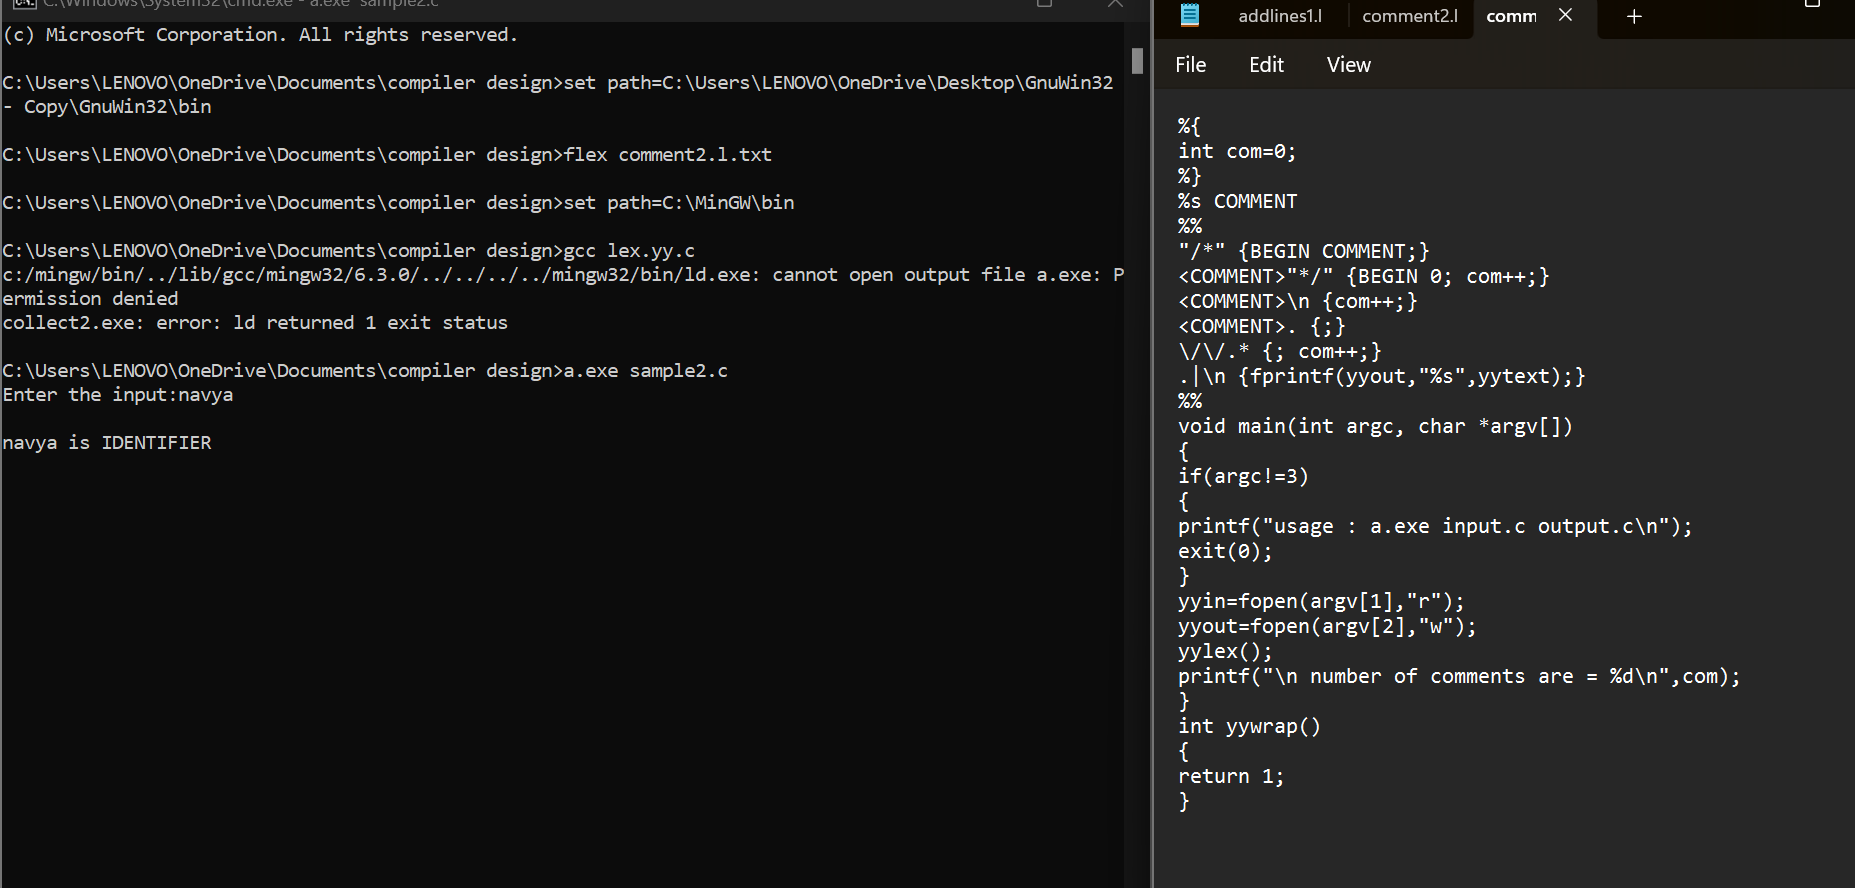 C:\Windows\System32\cmd.exe - a.exe sample2.c
(c) Microsoft Corporation. All rights reserved.
C:\Users\LENOVO\OneDrive\Documents\compiler design>set path=C:\Users\LENOVO\OneDrive\Desktop\GnuWin32
- Copy\GnuWin32\bin
C:\Users\LENOVO\OneDrive\Documents\compiler design>flex comment2.l.txt
C:\Users\LENOVO\OneDrive\Documents\compiler design>set path=C:\MinGW\bin
C:\Users\LENOVO\OneDrive\Documents\compiler design>gcc lex.yy.c
c:/mingw/bin/../lib/gcc/mingw32/6.3.0/../../../../mingw32/bin/ld.exe: cannot open output file a.exe: P
ermission denied
collect2.exe: error: ld returned 1 exit status
C:\Users\LENOVO\OneDrive\Documents\compiler design>a.exe sample2.c
Enter the input:navya
navya is IDENTIFIER
addlines1.l comment2.l comm
File Edit View
%{
int com=0;
%}
%s COMMENT
%%
"/*" {BEGIN COMMENT;}
<COMMENT>"*/" {BEGIN 0; com++;}
<COMMENT>\n {com++;}
<COMMENT>. {;}
\/\/.* {; com++;}
.|\n {fprintf(yyout,"%s",yytext);}
%%
void main(int argc, char *argv[])
{
if(argc!=3)
{
printf("usage : a.exe input.c output.c\n");
exit(0);
}
yyin=fopen(argv[1],"r");
yyout=fopen(argv[2],"w");
yylex();
printf("\n number of comments are = %d\n",com);
}
int yywrap()
{
return 1;
}